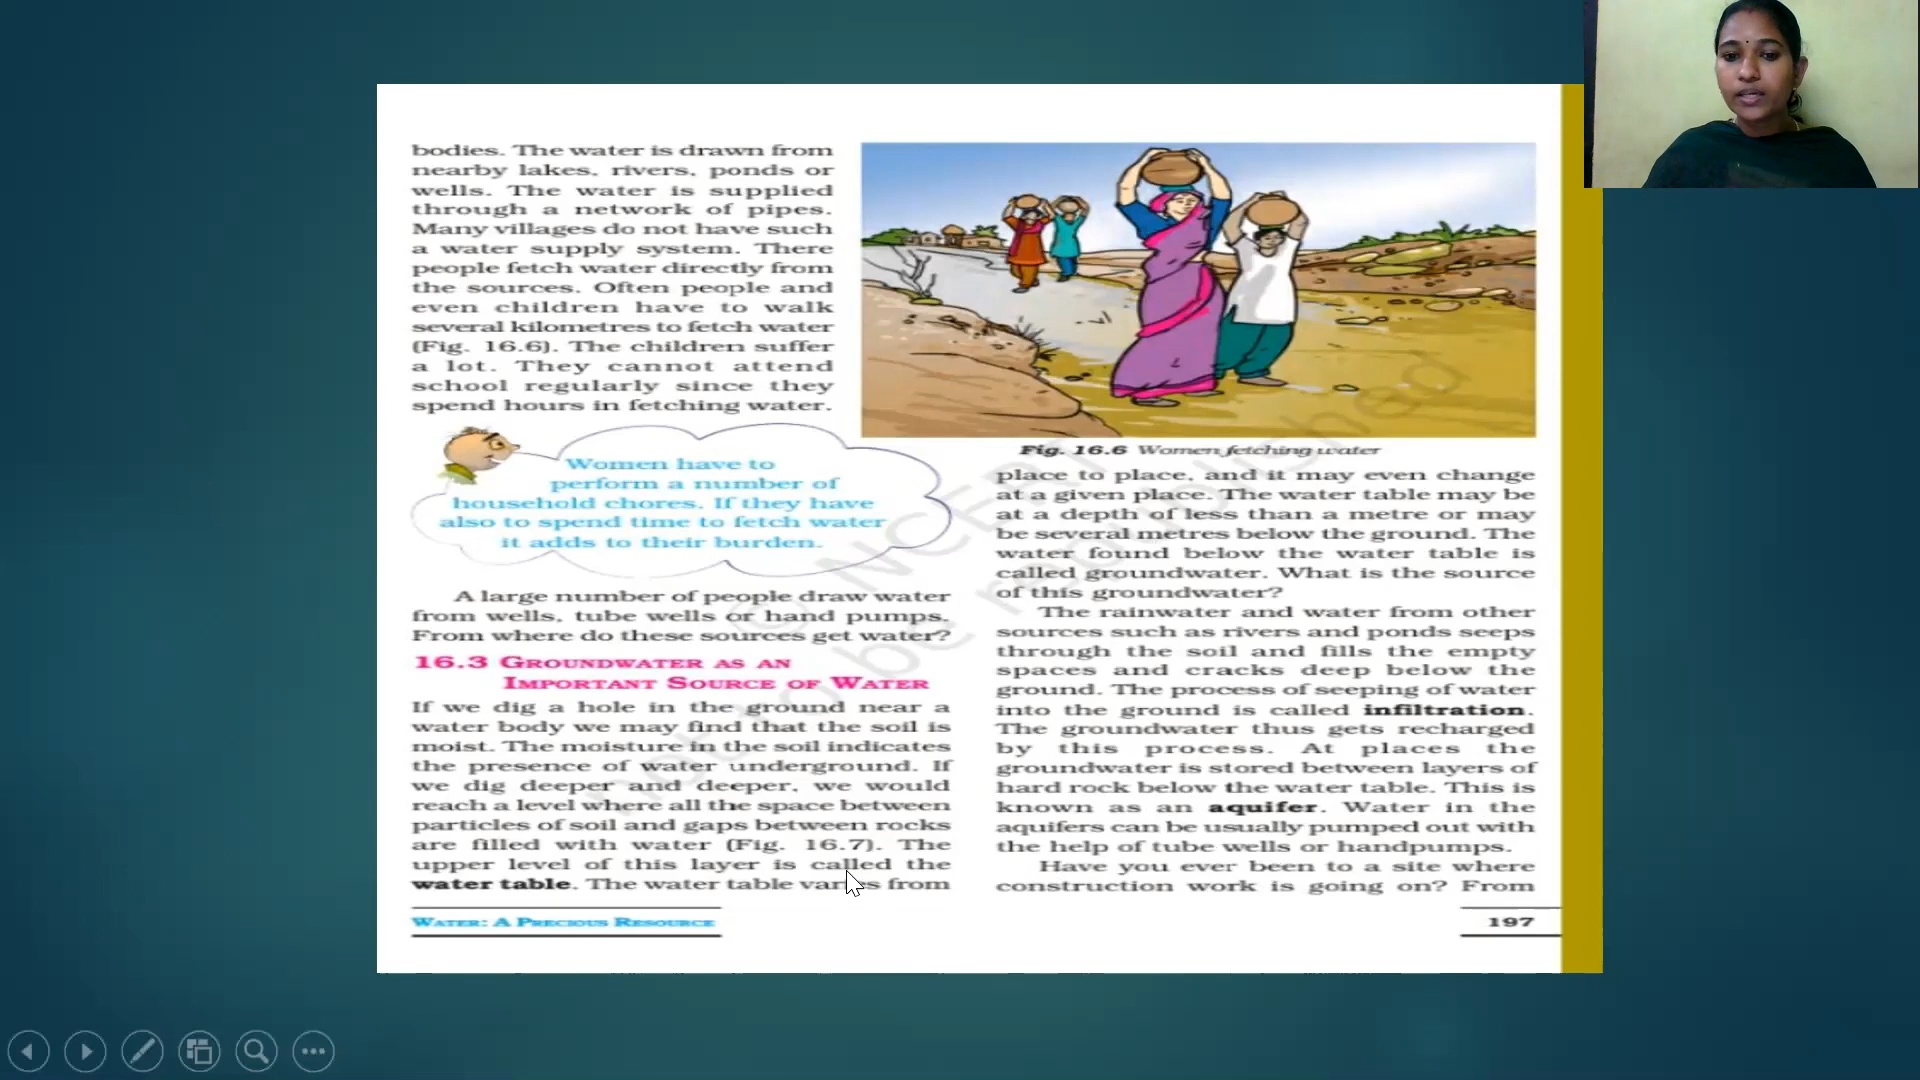 bodies. The water is drawn from
nearby lakes, rivers, ponds or
wells. The water is supplied
through a network of pipes.
Many villages do not have such
a water supply system. There
people fetch water directly from
the sources. Often people and
even children have to walk
several kilometres to fetch water
(Fig. 16.6). The children suffer
a lot. They cannot attend
school regularly since they
spend hours in fetching water.
Women have to
perform a number of
household chores. If they have
also to spend time to fetch water
it adds to their burden.
A large number of people draw water
from wells, tube wells or hand pumps.
From where do these sources get water?
16.3 GROUNDWATER AS AN
IMPORTANT SOURCE OF WATER
If we dig a hole in the ground near a
water body we may find that the soil is
moist. The moisture in the soil indicates
the presence of water underground. If
we dig deeper and deeper, we would
reach a level where all the space between
particles of soil and gaps between rocks
are filled with water (Fig. 16.7). The
upper level of this layer is called the
water table. The water table varies from
Fig. 16.6 Women fetching water
place to place, and it may even change
at a given place. The water table may be
at a depth of less than a metre or may
be several metres below the ground. The
water found below the water table is
called groundwater. What is the source
of this groundwater?
The rainwater and water from other
sources such as rivers and ponds seeps
through the soil and fills the empty
spaces and cracks deep below the
ground. The process of seeping of water
into the ground is called infiltration.
The groundwater thus gets recharged
by this process. At places the
groundwater is stored between layers of
hard rock below the water table. This is
known as an aquifer. Water in the
aquifers can be usually pumped out with
the help of tube wells or handpumps.
Have you ever been to a site where
construction work is going on? From
WATER: A PRECIOUS RESOURCE
197
© NCERT
not to be republished